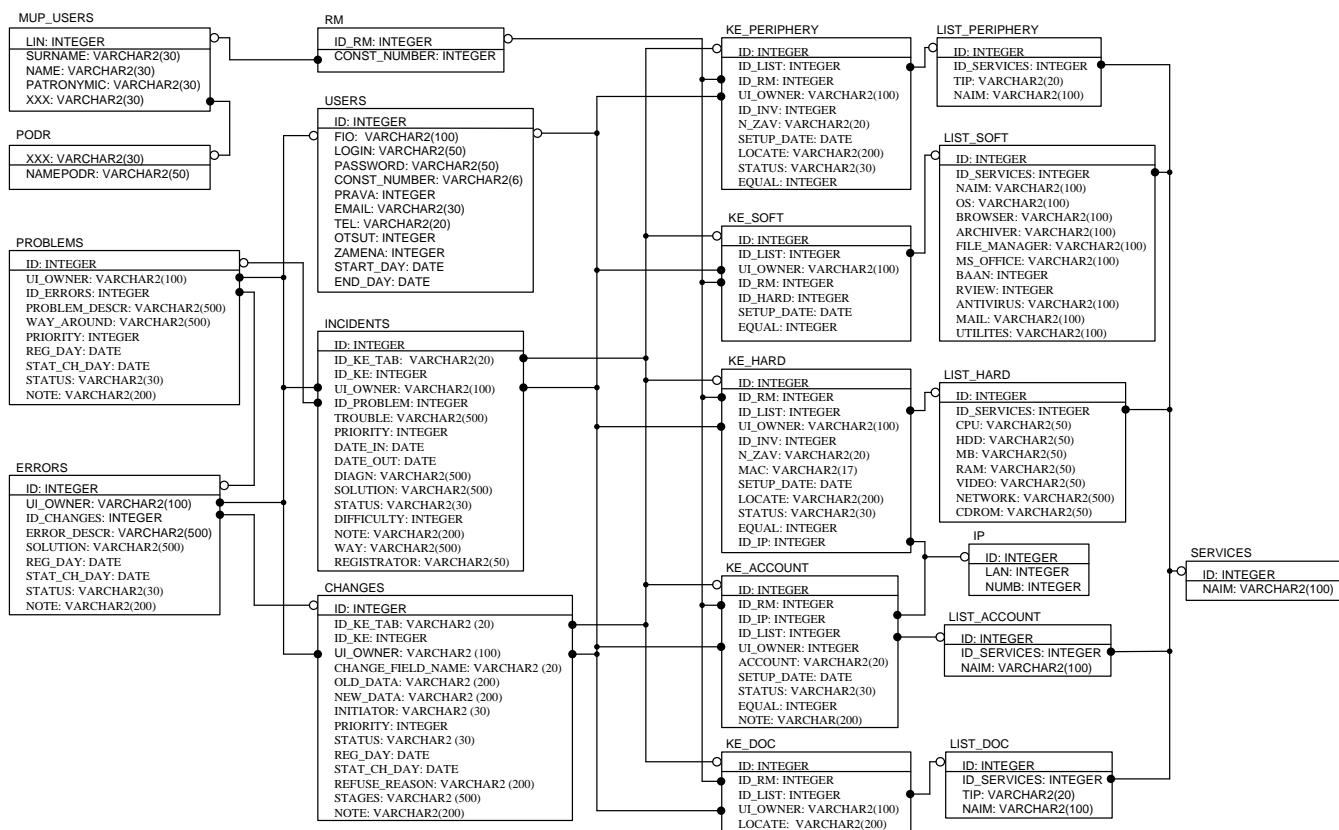 MUP_USERS
LIN: INTEGER
SURNAME: VARCHAR2(30)
NAME: VARCHAR2(30)
PATRONYMIC: VARCHAR2(30)
XXX: VARCHAR2(30)
PODR
XXX: VARCHAR2(30)
NAMEPODR: VARCHAR2(50)
PROBLEMS
ID: INTEGER
UI_OWNER: VARCHAR2(100)
ID_ERRORS: INTEGER
PROBLEM_DESCR: VARCHAR2(500)
WAY_AROUND: VARCHAR2(500)
PRIORITY: INTEGER
REG_DAY: DATE
STAT_CH_DAY: DATE
STATUS: VARCHAR2(30)
NOTE: VARCHAR2(200)
ERRORS
ID: INTEGER
UI_OWNER: VARCHAR2(100)
ID_CHANGES: INTEGER
ERROR_DESCR: VARCHAR2(500)
SOLUTION: VARCHAR2(500)
REG_DAY: DATE
STAT_CH_DAY: DATE
STATUS: VARCHAR2(30)
NOTE: VARCHAR2(200)
RM
ID_RM: INTEGER
CONST_NUMBER: INTEGER
USERS
ID: INTEGER
FIO: VARCHAR2(100)
LOGIN: VARCHAR2(50)
PASSWORD: VARCHAR2(50)
CONST_NUMBER: VARCHAR2(6)
PRAVA: INTEGER
EMAIL: VARCHAR2(30)
TEL: VARCHAR2(20)
OTSUT: INTEGER
ZAMENA: INTEGER
START_DAY: DATE
END_DAY: DATE
INCIDENTS
ID: INTEGER
ID_KE_TAB: VARCHAR2(20)
ID_KE: INTEGER
UI_OWNER: VARCHAR2(100)
ID_PROBLEM: INTEGER
TROUBLE: VARCHAR2(500)
PRIORITY: INTEGER
DATE_IN: DATE
DATE_OUT: DATE
DIAGN: VARCHAR2(500)
SOLUTION: VARCHAR2(500)
STATUS: VARCHAR2(30)
DIFFICULTY: INTEGER
NOTE: VARCHAR2(200)
WAY: VARCHAR2(500)
REGISTRATOR: VARCHAR2(50)
CHANGES
ID: INTEGER
ID_KE_TAB: VARCHAR2 (20)
ID_KE: INTEGER
UI_OWNER: VARCHAR2 (100)
CHANGE_FIELD_NAME: VARCHAR2 (20)
OLD_DATA: VARCHAR2 (200)
NEW_DATA: VARCHAR2 (200)
INITIATOR: VARCHAR2 (30)
PRIORITY: INTEGER
STATUS: VARCHAR2 (30)
REG_DAY: DATE
STAT_CH_DAY: DATE
REFUSE_REASON: VARCHAR2 (200)
STAGES: VARCHAR2 (500)
NOTE: VARCHAR2(200)
KE_PERIPHERY
ID: INTEGER
ID_LIST: INTEGER
ID_RM: INTEGER
UI_OWNER: VARCHAR2(100)
ID_INV: INTEGER
N_ZAV: VARCHAR2(20)
SETUP_DATE: DATE
LOCATE: VARCHAR2(200)
STATUS: VARCHAR2(30)
EQUAL: INTEGER
KE_SOFT
ID: INTEGER
ID_LIST: INTEGER
UI_OWNER: VARCHAR2(100)
ID_RM: INTEGER
ID_HARD: INTEGER
SETUP_DATE: DATE
EQUAL: INTEGER
KE_HARD
ID: INTEGER
ID_RM: INTEGER
ID_LIST: INTEGER
UI_OWNER: VARCHAR2(100)
ID_INV: INTEGER
N_ZAV: VARCHAR2(20)
MAC: VARCHAR2(17)
SETUP_DATE: DATE
LOCATE: VARCHAR2(200)
STATUS: VARCHAR2(30)
EQUAL: INTEGER
ID_IP: INTEGER
KE_ACCOUNT
ID: INTEGER
ID_RM: INTEGER
ID_IP: INTEGER
ID_LIST: INTEGER
UI_OWNER: INTEGER
ACCOUNT: VARCHAR2(20)
SETUP_DATE: DATE
STATUS: VARCHAR2(30)
EQUAL: INTEGER
NOTE: VARCHAR(200)
KE_DOC
ID: INTEGER
ID_RM: INTEGER
ID_LIST: INTEGER
UI_OWNER: VARCHAR2(100)
LOCATE: VARCHAR2(200)
LIST_PERIPHERY
ID: INTEGER
ID_SERVICES: INTEGER
TIP: VARCHAR2(20)
NAIM: VARCHAR2(100)
LIST_SOFT
ID: INTEGER
ID_SERVICES: INTEGER
NAIM: VARCHAR2(100)
OS: VARCHAR2(100)
BROWSER: VARCHAR2(100)
ARCHIVER: VARCHAR2(100)
FILE_MANAGER: VARCHAR2(100)
MS_OFFICE: VARCHAR2(100)
BAAN: INTEGER
RVIEW: INTEGER
ANTIVIRUS: VARCHAR2(100)
MAIL: VARCHAR2(100)
UTILITES: VARCHAR2(100)
LIST_HARD
ID: INTEGER
ID_SERVICES: INTEGER
CPU: VARCHAR2(50)
HDD: VARCHAR2(50)
MB: VARCHAR2(50)
RAM: VARCHAR2(50)
VIDEO: VARCHAR2(50)
NETWORK: VARCHAR2(500)
CDROM: VARCHAR2(50)
IP
ID: INTEGER
LAN: INTEGER
NUMB: INTEGER
LIST_ACCOUNT
ID: INTEGER
ID_SERVICES: INTEGER
NAIM: VARCHAR2(100)
LIST_DOC
ID: INTEGER
ID_SERVICES: INTEGER
TIP: VARCHAR2(20)
NAIM: VARCHAR2(100)
SERVICES
ID: INTEGER
NAIM: VARCHAR2(100)